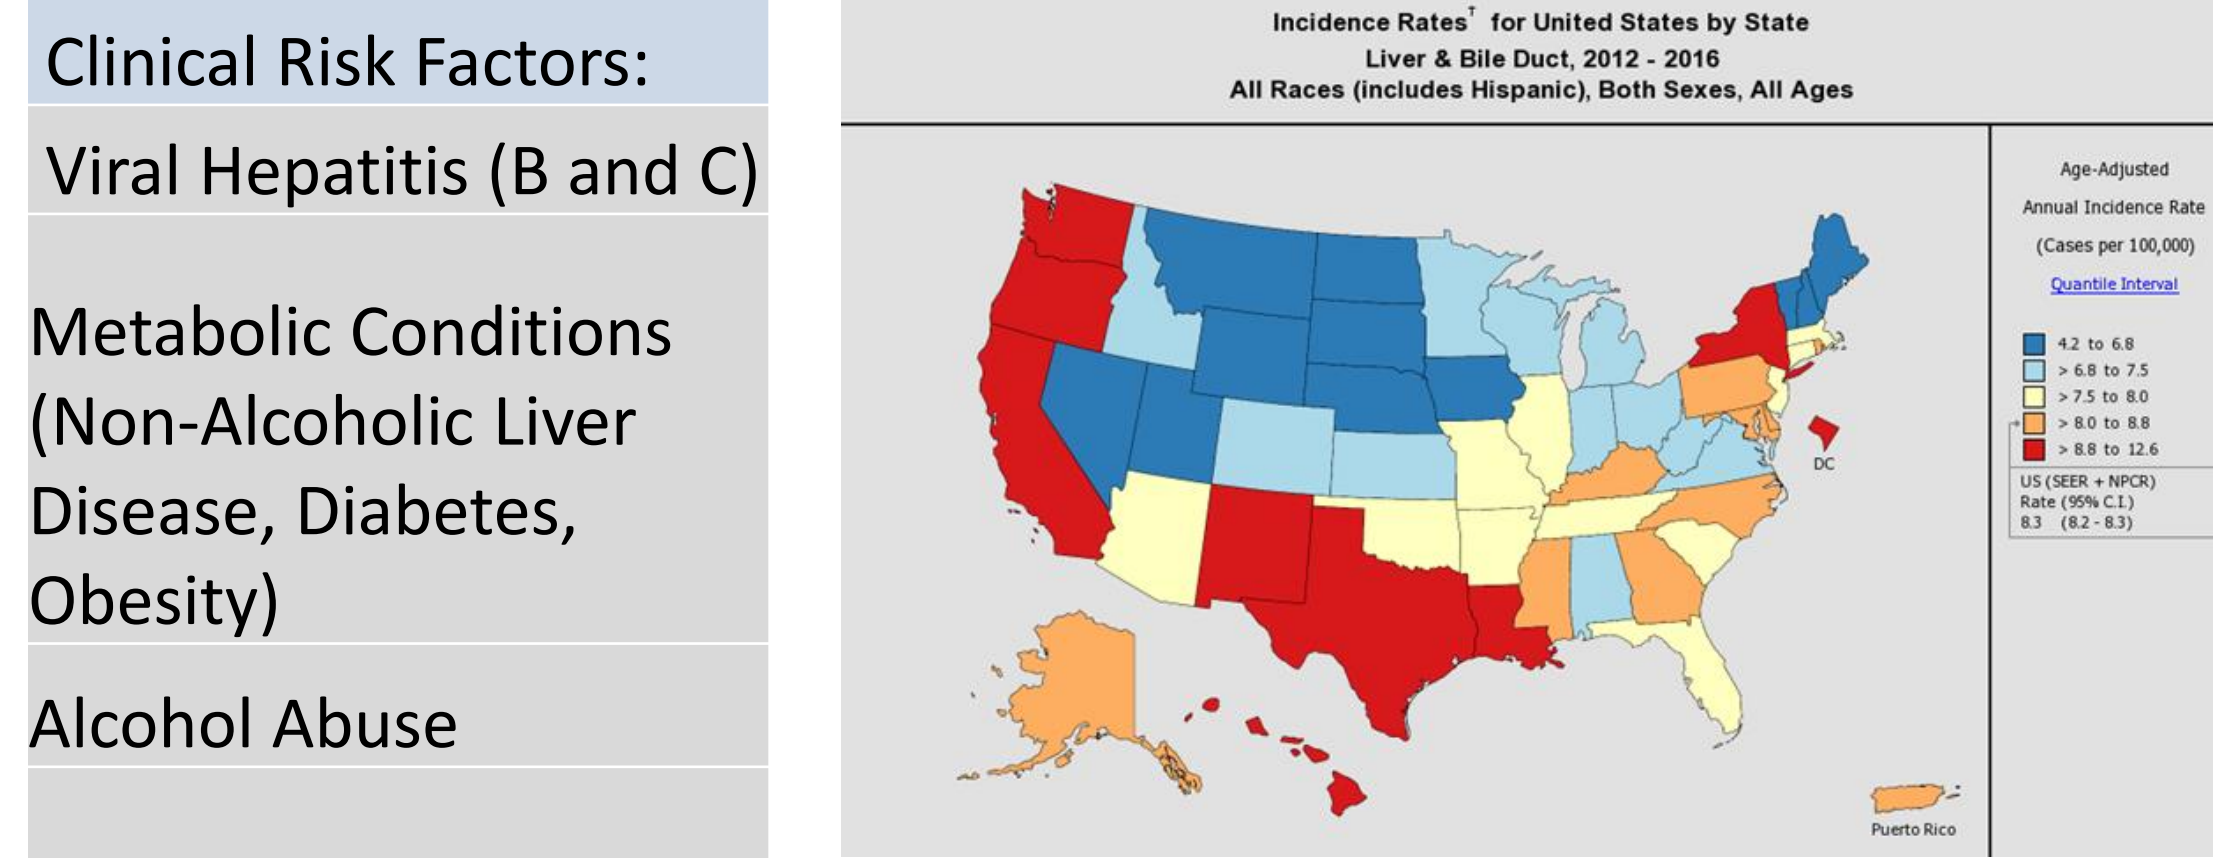 Clinical Risk Factors:
Viral Hepatitis (B and C)
Metabolic Conditions
(Non-Alcoholic Liver
Disease, Diabetes,
Obesity)
Alcohol Abuse
Incidence Rates† for United States by State
Liver & Bile Duct, 2012 - 2016
All Races (includes Hispanic), Both Sexes, All Ages
DC
Puerto Rico
Age-Adjusted
Annual Incidence Rate
(Cases per 100,000)
Quantile Interval
4.2 to 6.8
> 6.8 to 7.5
> 7.5 to 8.0
> 8.0 to 8.8
> 8.8 to 12.6
US (SEER + NPCR)
Rate (95% C.I.)
8.3 (8.2 - 8.3)